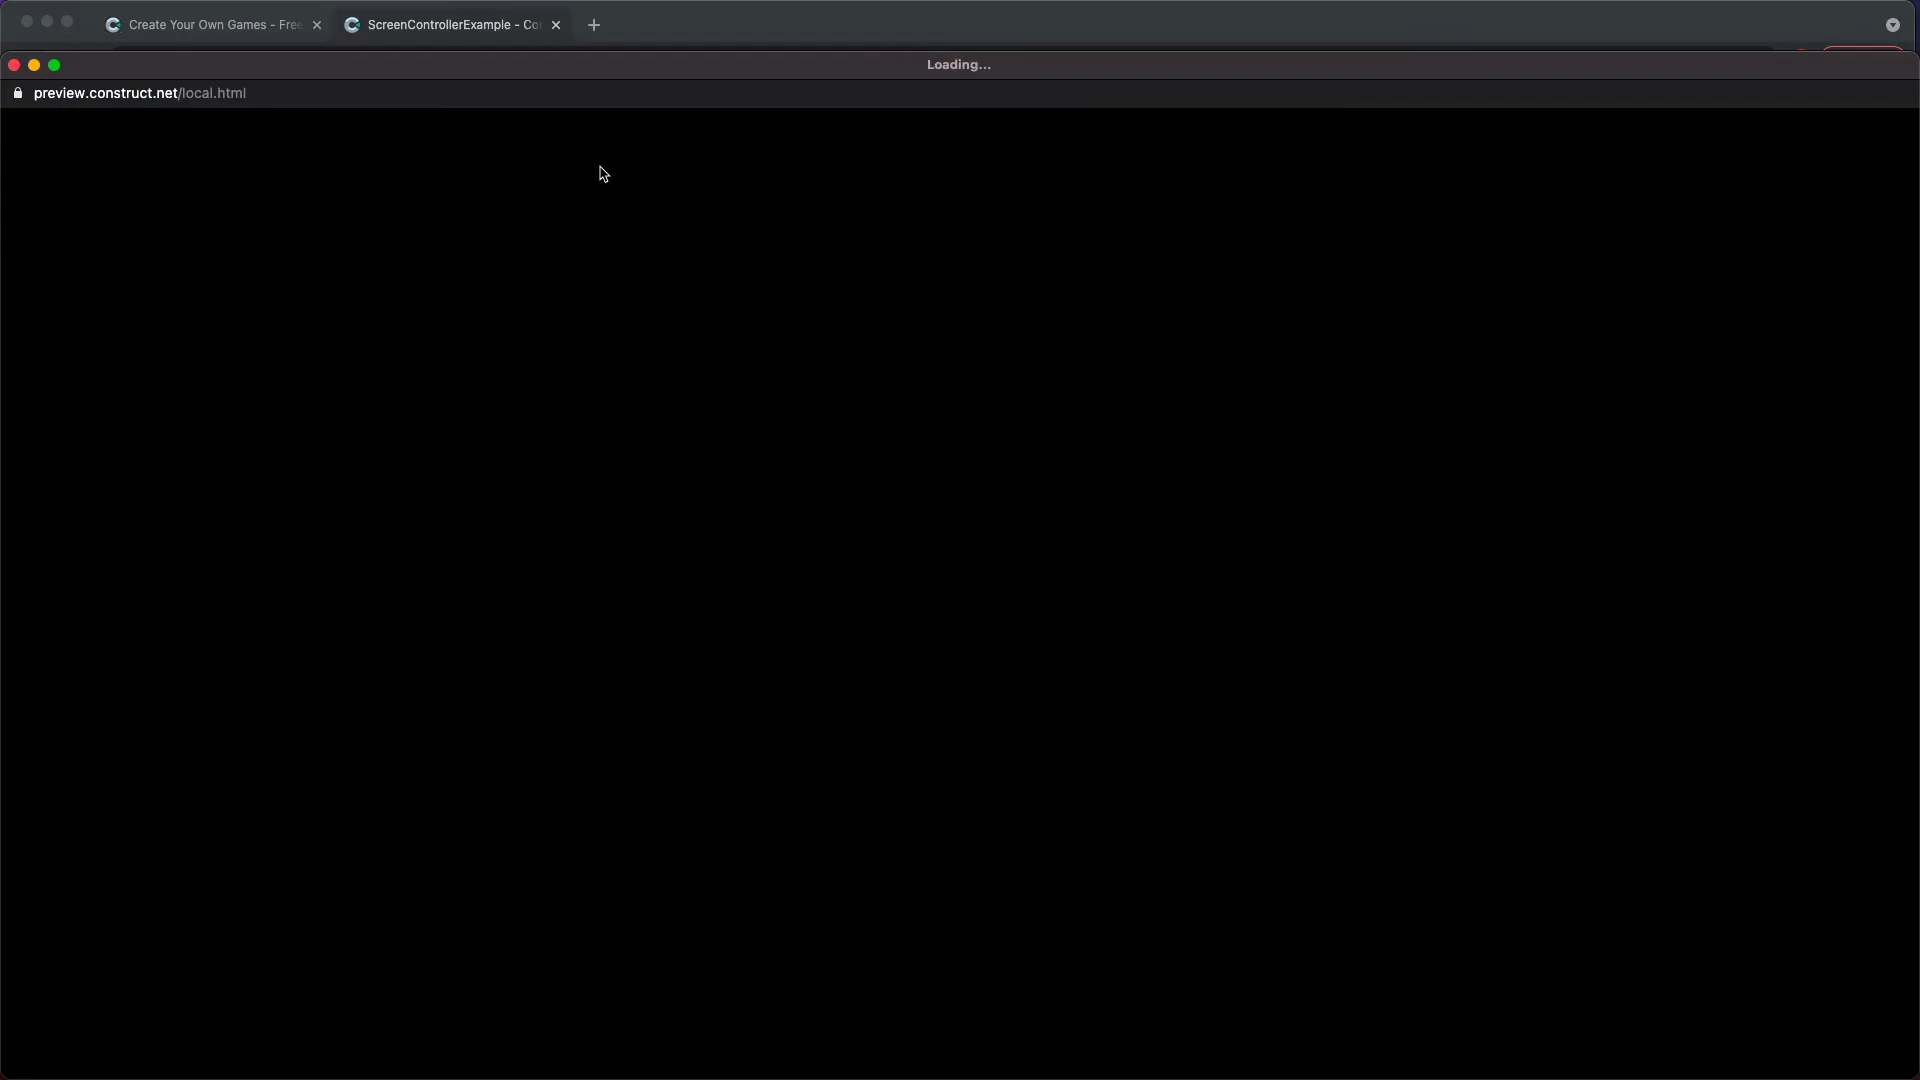 Create Your Own Games - Free
ScreenControllerExample - Co
Loading...
preview.construct.net/local.html